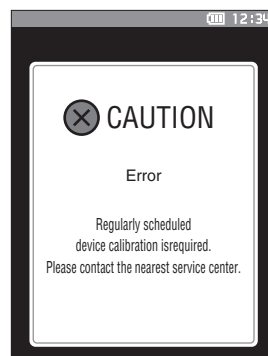 12:34
CAUTION
Error
Regularly scheduled
device calibration isrequired.
Please contact the nearest service center.